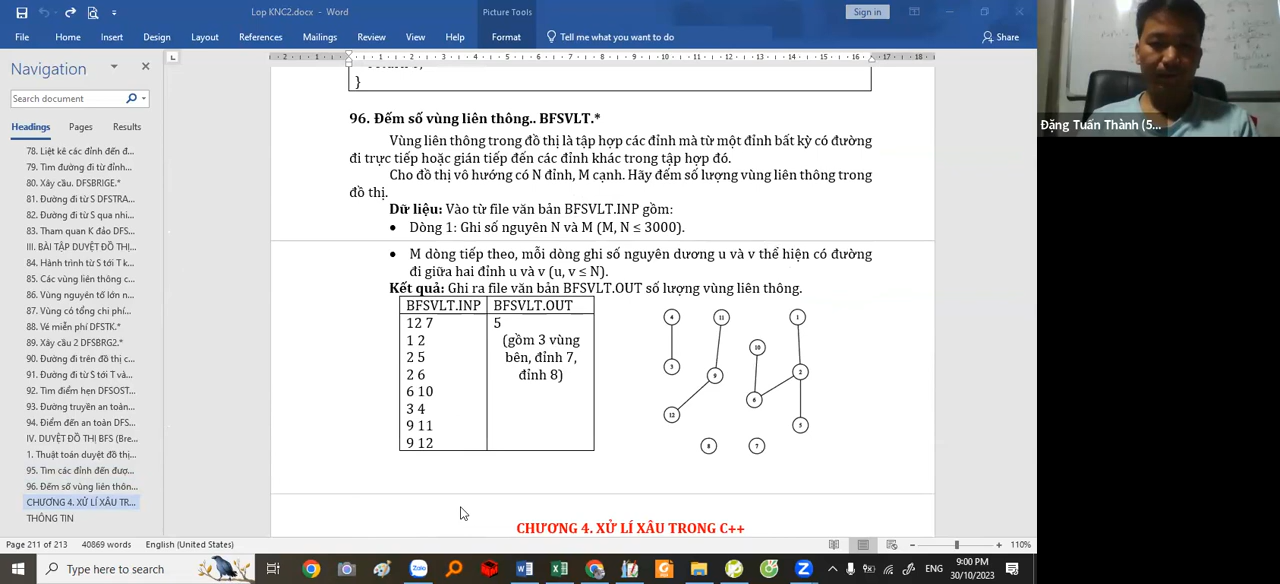 Lop KNC2.docx - Word
Picture Tools
Sign in
File
Home
Insert
Design
Layout
References
Mailings
Review
View
Help
Format
Tell me what you want to do
Share
Navigation
Search document
Headings
Pages
Results
78. Liệt kê các đỉnh đến đ...
79. Tìm đường đi từ đỉnh...
80. Xây cầu. DFSBRIGE.*
81. Đường đi từ S DFSTRA...
82. Đường đi từ S qua nhi...
83. Tham quan K đảo DFSP...
III. BÀI TẬP DUYỆT ĐỒ THỊ...
84. Hành trình từ S tới T k...
85. Các vùng liên thông c...
86. Vùng nguyên tố lớn n...
87. Vùng có tổng chi phí...
88. Vé miễn phí DFSTK.*
89. Xây cầu 2 DFSBRG2.*
90. Đường đi trên đồ thị c...
91. Đường đi từ S tới T và...
92. Tìm điểm hẹn DFSOST...
93. Đường truyền an toàn...
94. Điểm đến an toàn DFS...
IV. DUYỆT ĐỒ THỊ BFS (Bre...
1. Thuật toán duyệt đồ thị...
95. Tìm các đỉnh đến đượ...
96. Đếm số vùng liên thôn...
CHƯƠNG 4. XỬ LÍ XÂU TR...
THÔNG TIN
}
96. Đếm số vùng liên thông.. BFSVLT.*
Vùng liên thông trong đồ thị là tập hợp các đỉnh mà từ một đỉnh bất kỳ có đường
đi trực tiếp hoặc gián tiếp đến các đỉnh khác trong tập hợp đó.
Cho đồ thị vô hướng có N đỉnh, M cạnh. Hãy đếm số lượng vùng liên thông trong
đồ thị.
Dữ liệu: Vào từ file văn bản BFSVLT.INP gồm:
• Dòng 1: Ghi số nguyên N và M (M, N ≤ 3000).
• M dòng tiếp theo, mỗi dòng ghi số nguyên dương u và v thể hiện có đường
đi giữa hai đỉnh u và v (u, v ≤ N).
Kết quả: Ghi ra file văn bản BFSVLT.OUT số lượng vùng liên thông.
BFSVLT.INP BFSVLT.OUT
12 7
1 2
2 5
2 6
6 10
3 4
9 11
9 12
5
(gồm 3 vùng
bên, đỉnh 7,
đỉnh 8)
4 11 1
10
3 9 2
6
12 5
8 7
CHƯƠNG 4. XỬ LÍ XÂU TRONG C++
Page 211 of 213
40869 words
English (United States)
110%
Type here to search
ENG
9:00 PM
30/10/2023
Đặng Tuấn Thành (5...